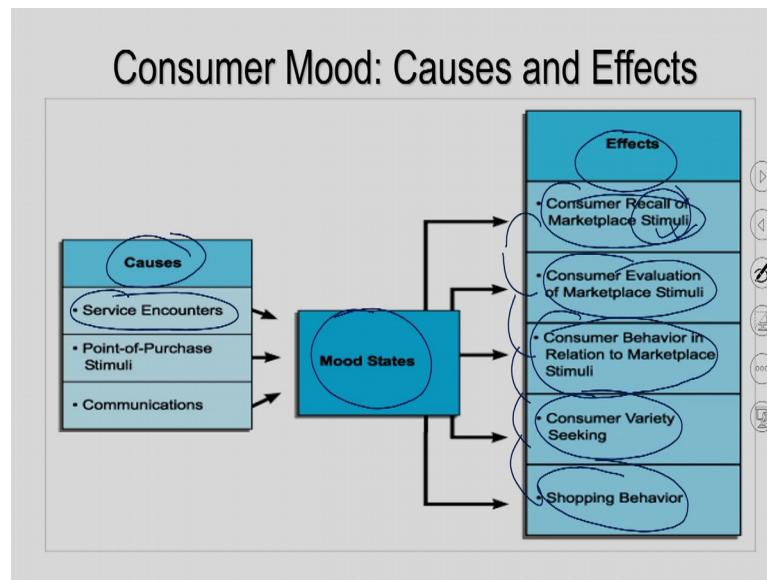 Consumer Mood: Causes and Effects
Causes
• Service Encounters
• Point-of-Purchase
Stimuli
• Communications
Mood States
Effects
• Consumer Recall of
Marketplace Stimuli
• Consumer Evaluation
of Marketplace Stimuli
• Consumer Behavior in
Relation to Marketplace
Stimuli
• Consumer Variety
Seeking
• Shopping Behavior